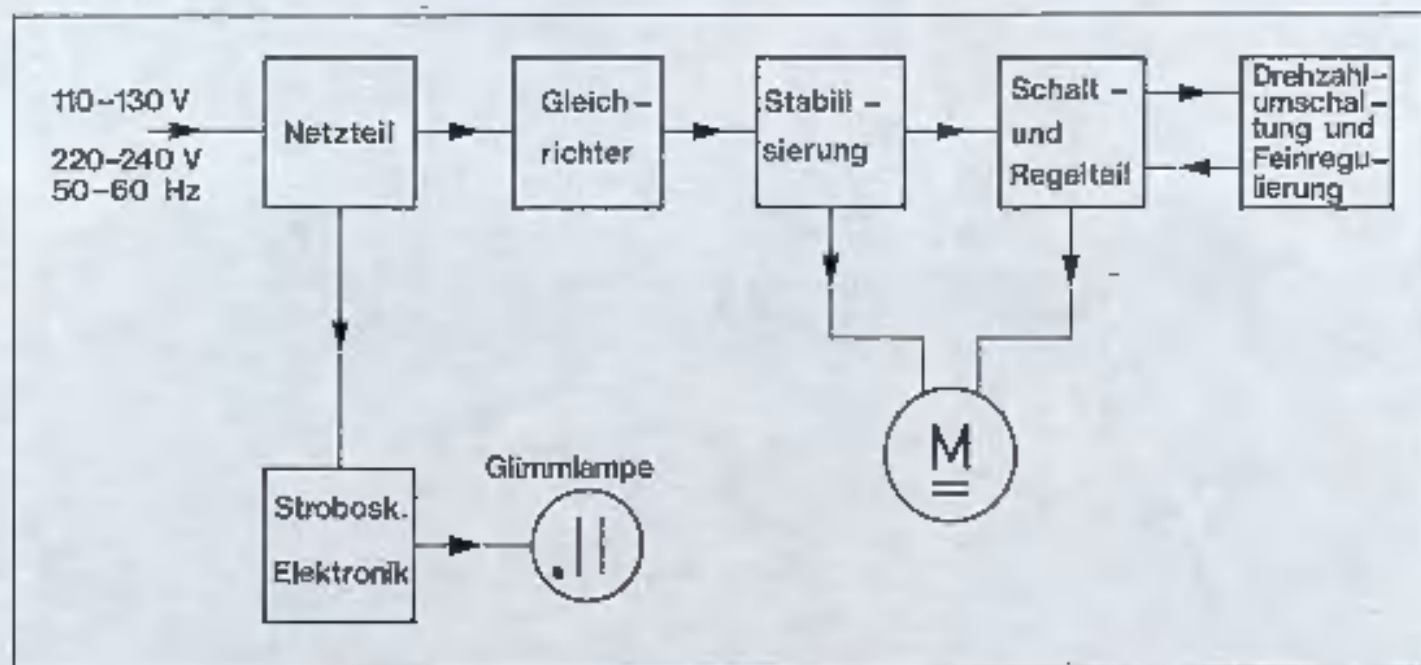 110–130 V
220–240 V
50–60 Hz
Netzteil
Gleich–
richter
Stabili –
sierung
Schalt –
und
Regelteil
Drehzahl–
umschal–
tung und
Feinregu–
lierung
M
Glimmlampe
Strobosk.
Elektronik